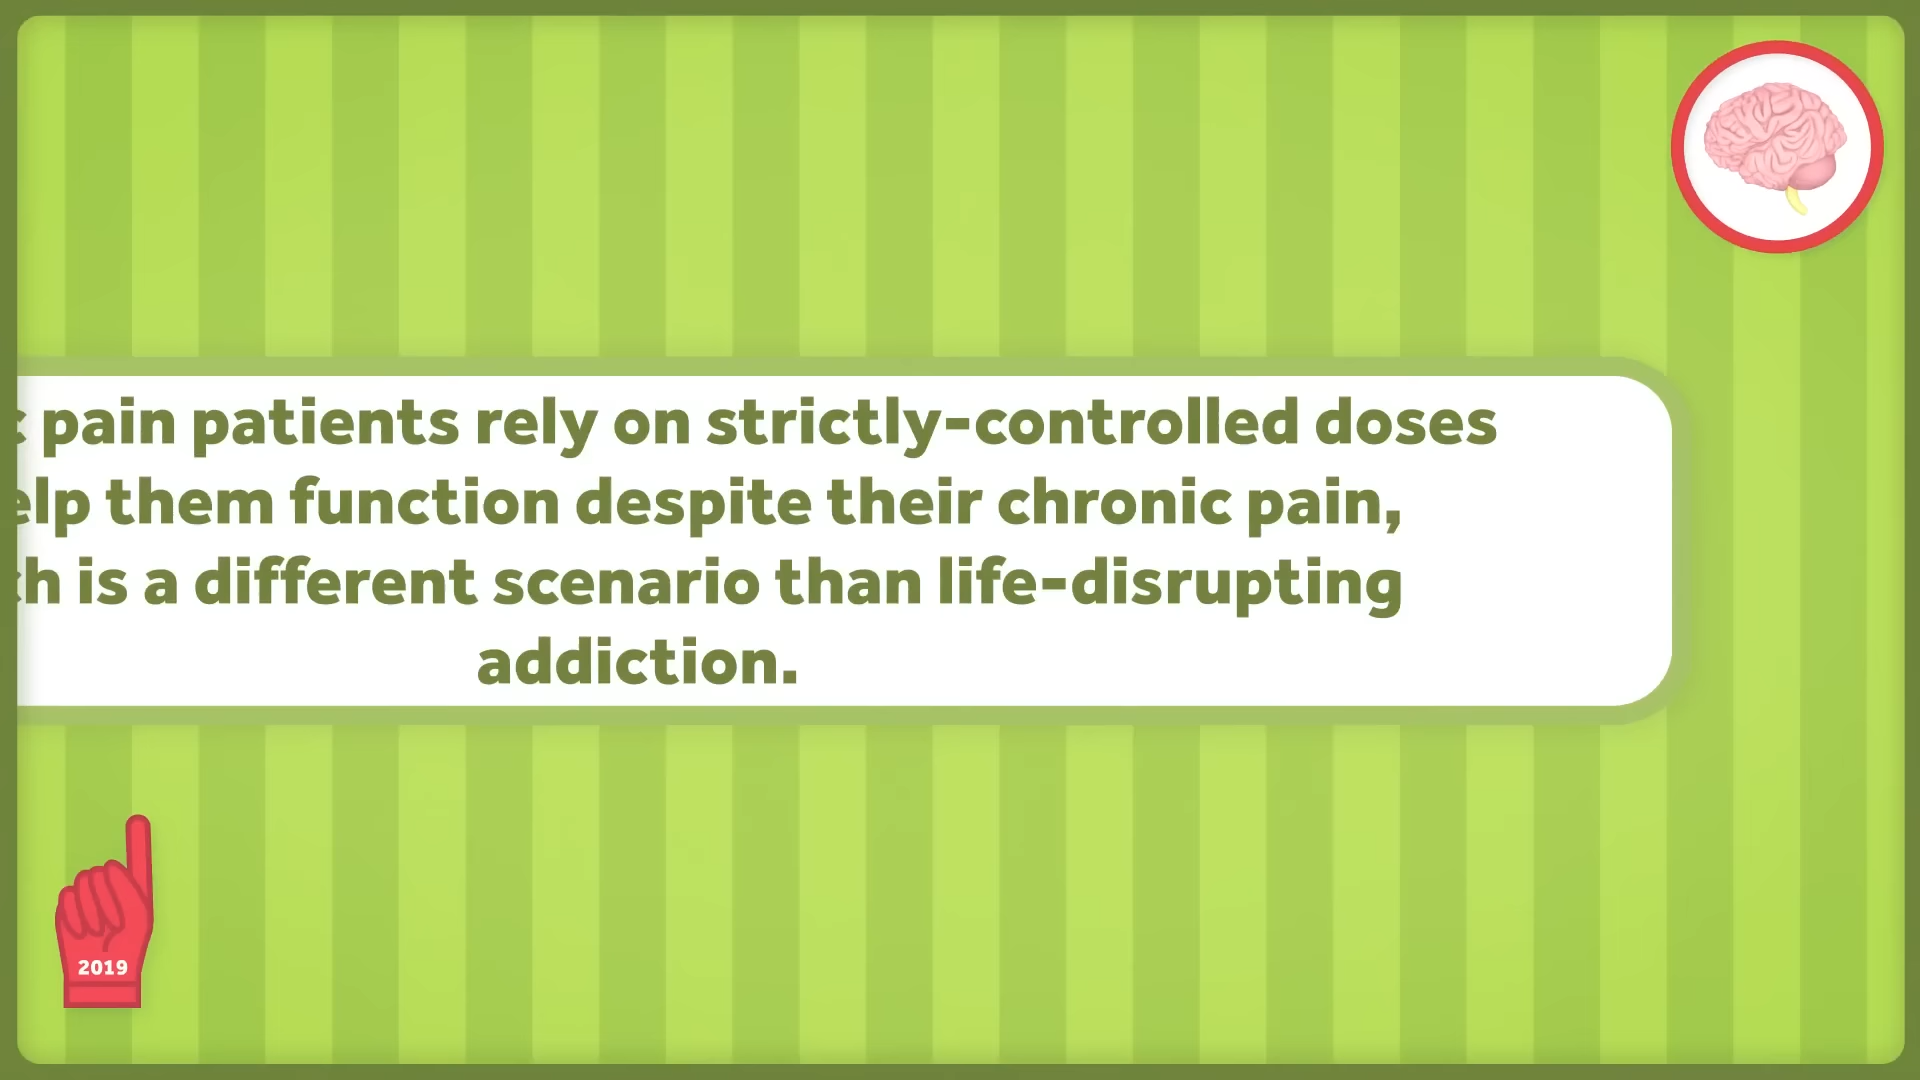 pain patients rely on strictly-controlled doses
them function despite their chronic pain,
is a different scenario than life-disrupting
addiction.
2019